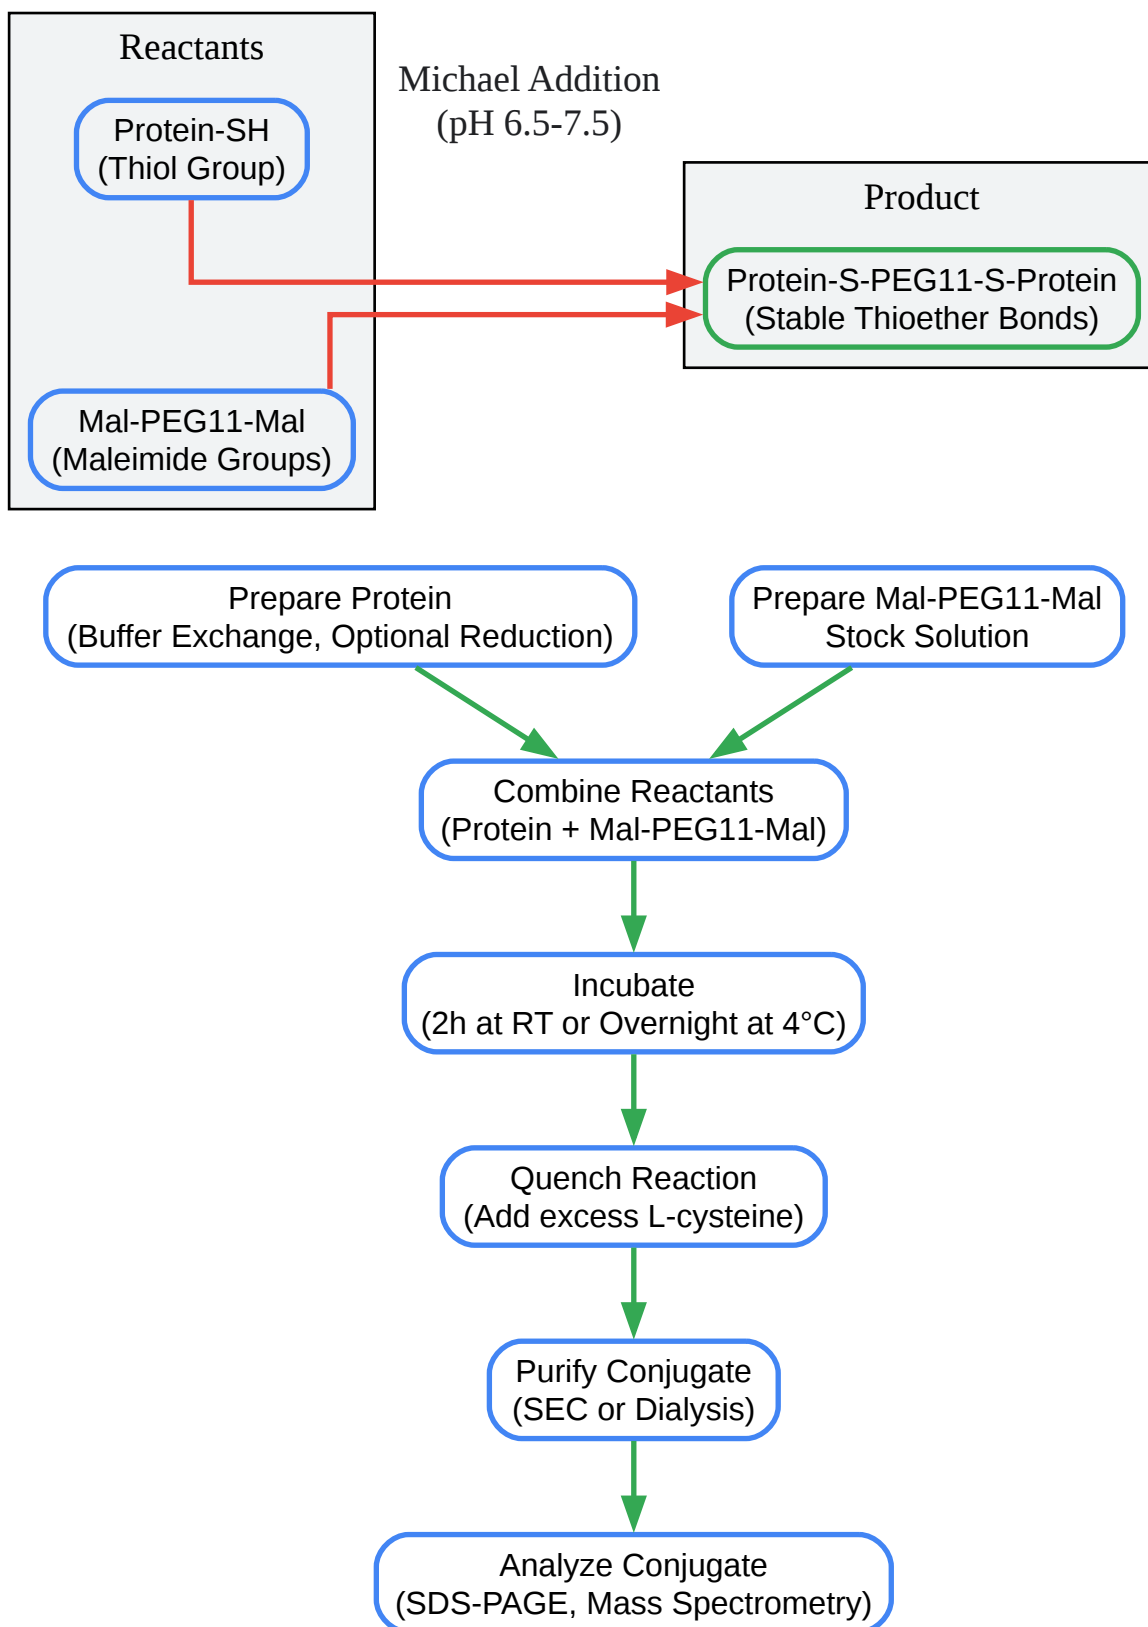 Reactants
Protein-SH
(Thiol Group)
Michael Addition
(pH 6.5-7.5)
Product
Protein-S-PEG11-S-Protein
(Stable Thioether Bonds)
Mal-PEG11-Mal
(Maleimide Groups)
Prepare Protein
(Buffer Exchange, Optional Reduction)
Prepare Mal-PEG11-Mal
Stock Solution
Combine Reactants
(Protein + Mal-PEG11-Mal)
Incubate
(2h at RT or Overnight at 4°C)
Quench Reaction
(Add excess L-cysteine)
Purify Conjugate
(SEC or Dialysis)
Analyze Conjugate
(SDS-PAGE, Mass Spectrometry)